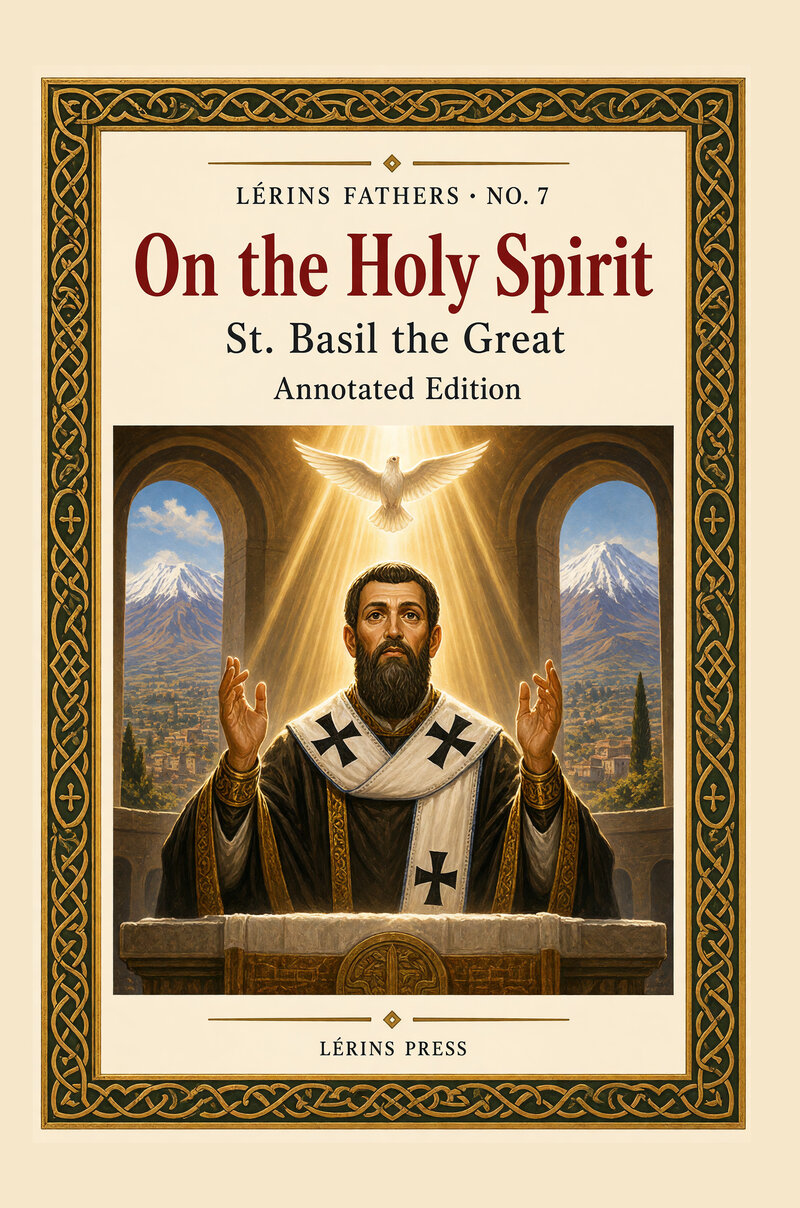 LÉRINS FATHERS · NO. 7
On the Holy Spirit
St. Basil the Great
Annotated Edition
LÉRINS PRESS